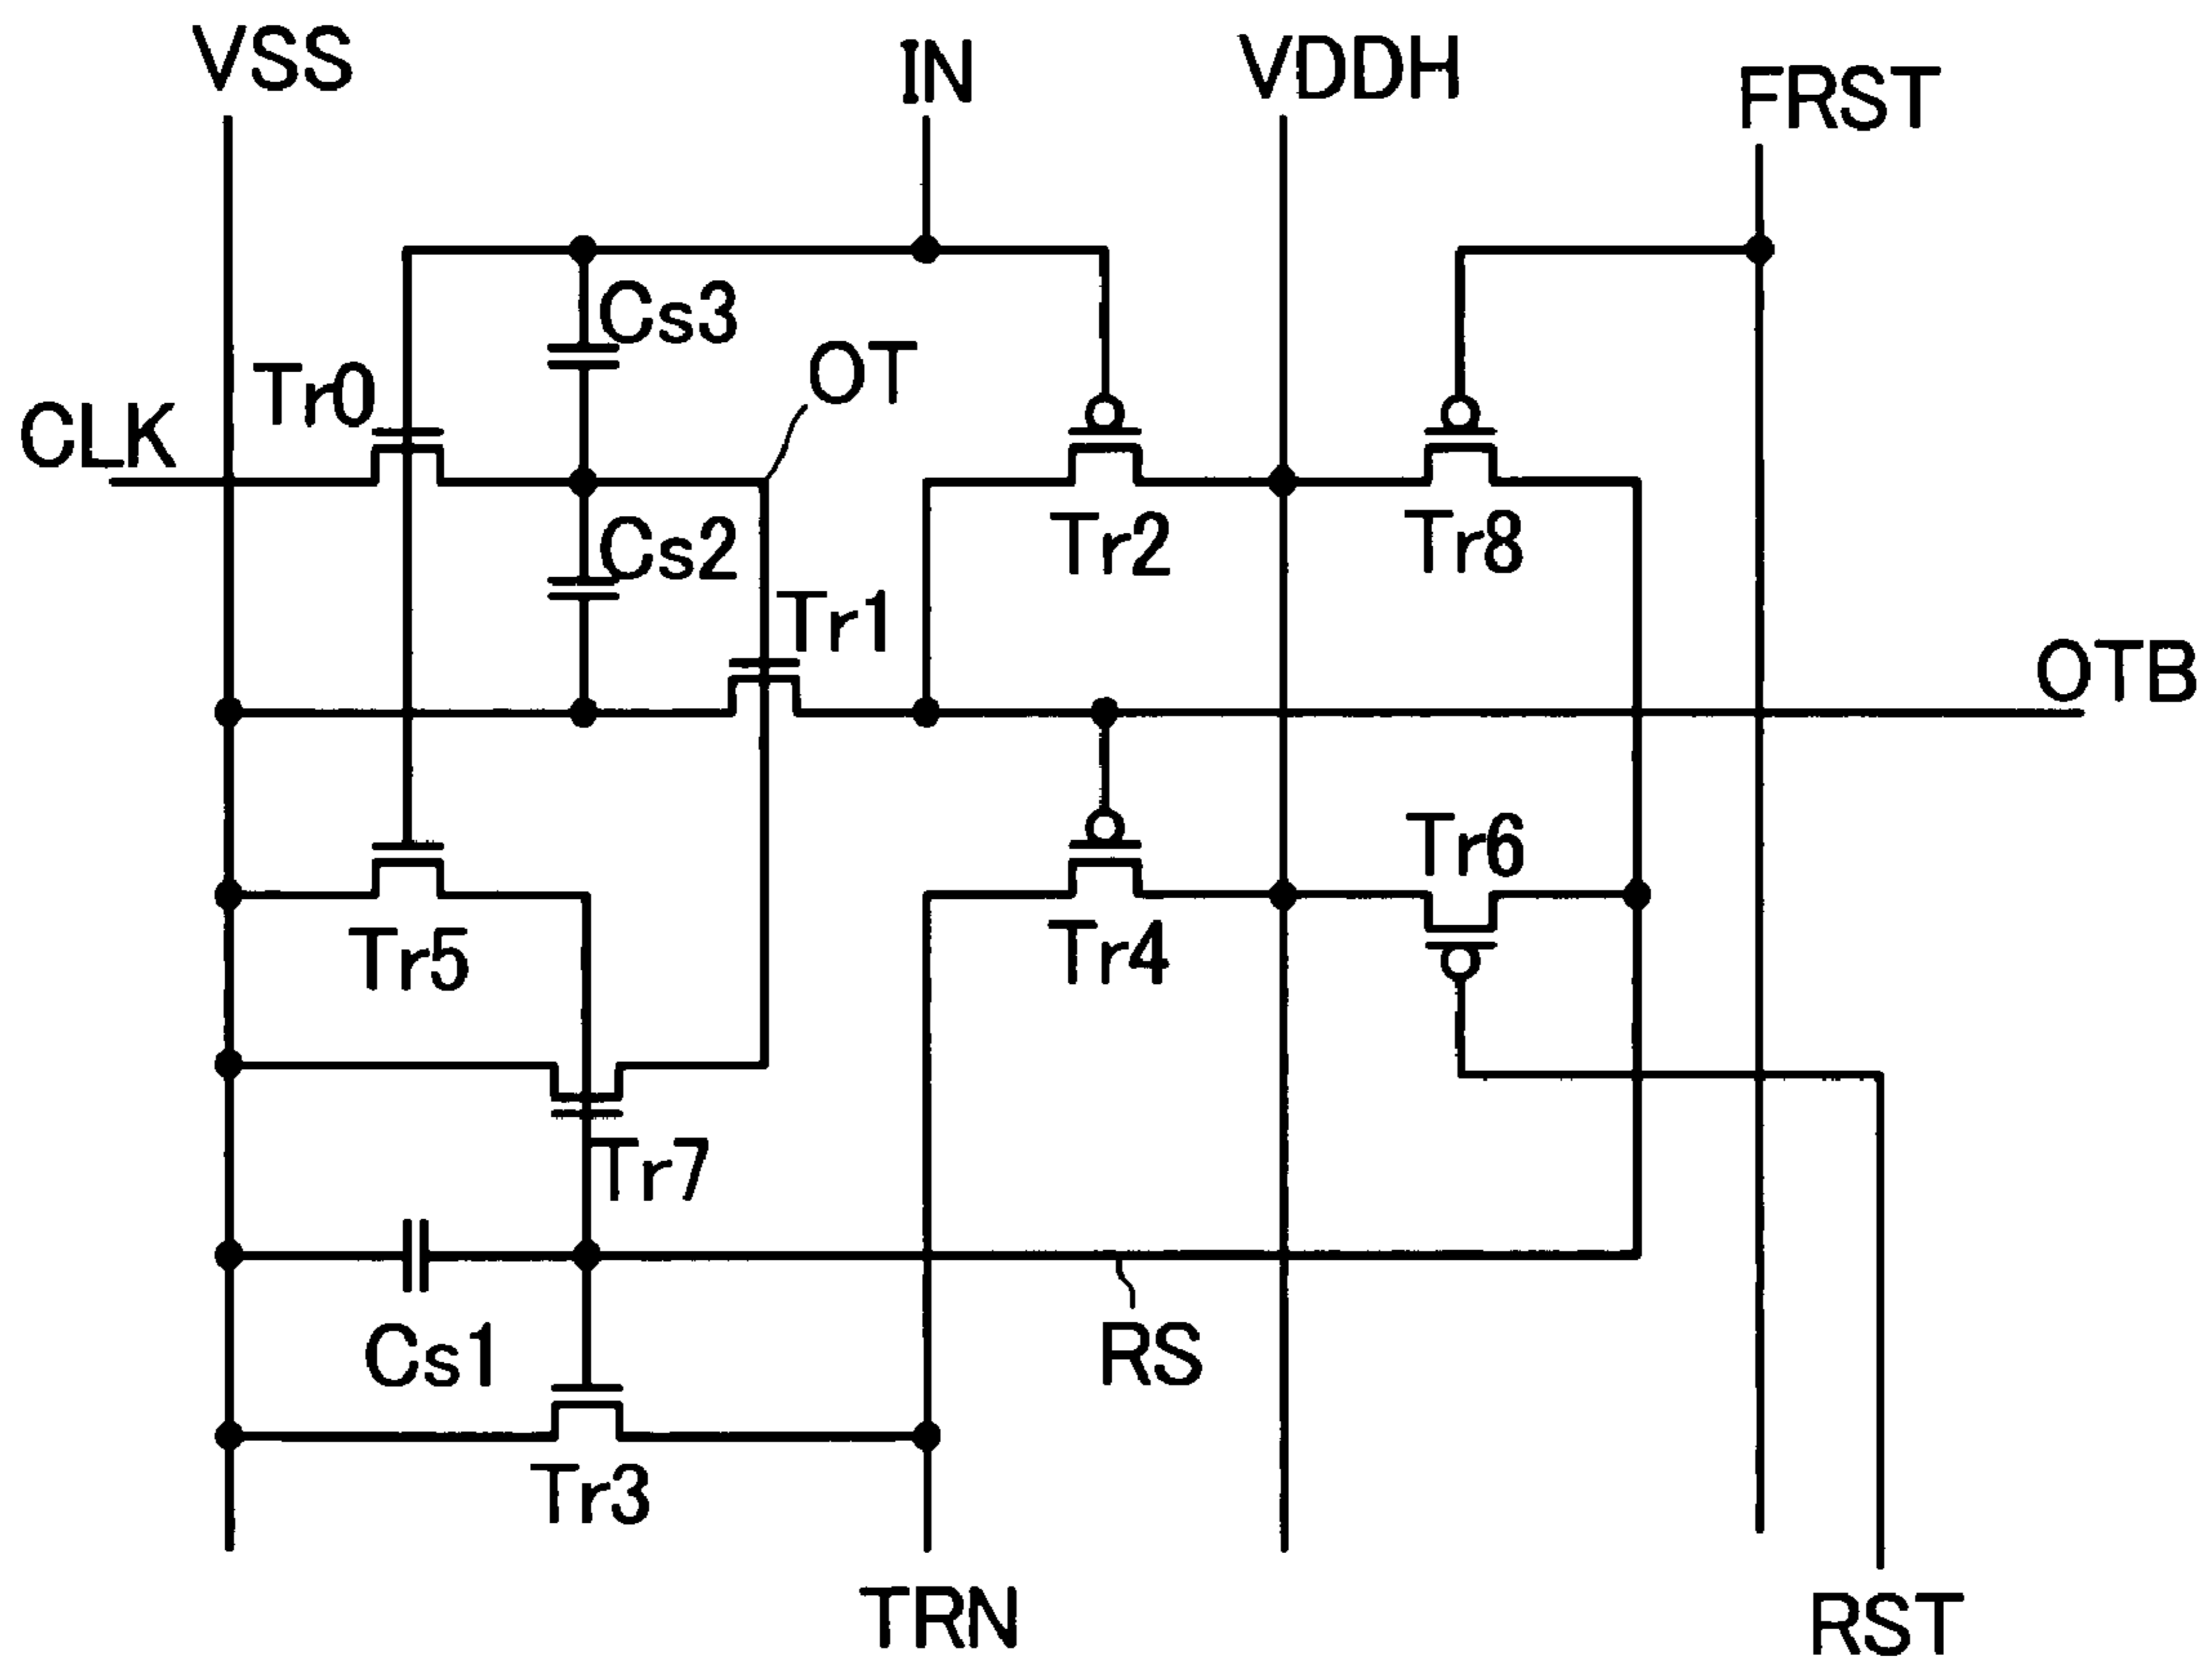 VSS
IN
VDDH
FRST
Cs3
OT
Tr0
CLK
Cs2
Tr2
Tr8
Tr1
OTB
Tr6
Tr5
Tr4
Tr7
Cs1
RS
Tr3
TRN
RST